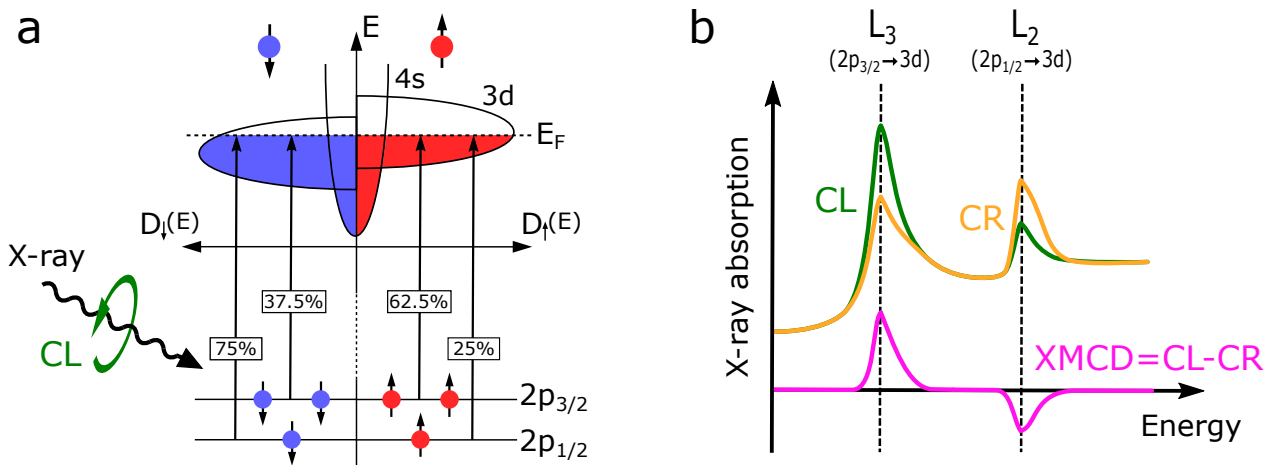 a
E
4s
3d
E_F
D↓(E)
D↑(E)
X-ray
CL
37.5%
62.5%
75%
25%
2p3/2
2p1/2
b
L3
(2p3/2→3d)
L2
(2p1/2→3d)
X-ray absorption
CL
CR
XMCD=CL-CR
Energy